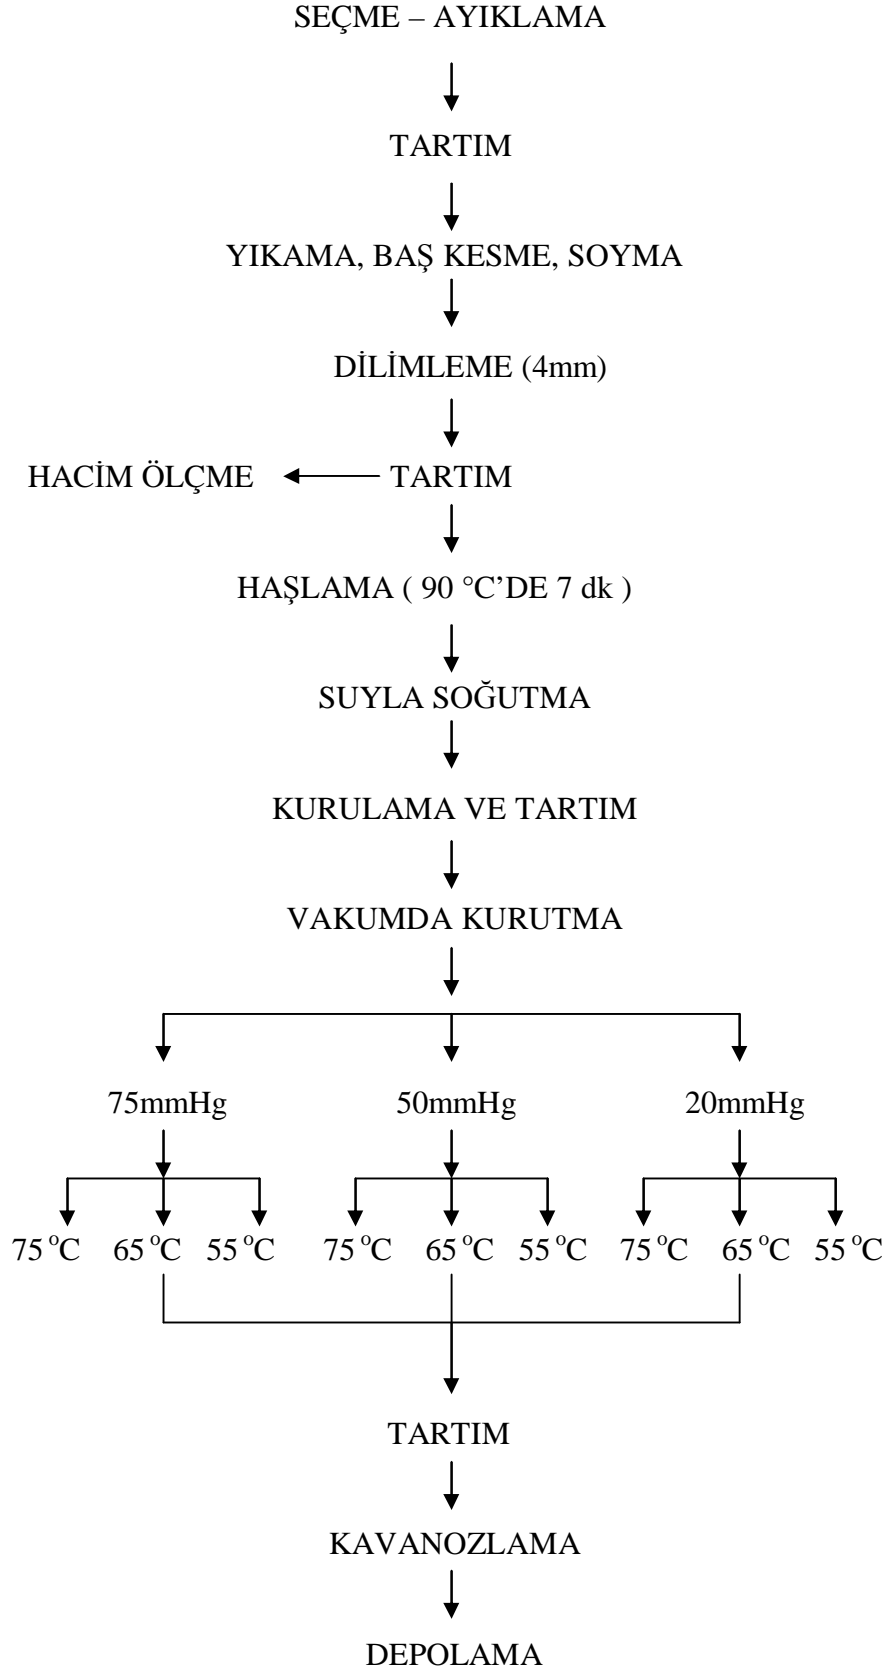 SEÇME – AYIKLAMA
TARTIM
YIKAMA, BAŞ KESME, SOYMA
DİLİMLEME (4mm)
HACİM ÖLÇME TARTIM
HAŞLAMA ( 90 °C’DE 7 dk )
SUYLA SOĞUTMA
KURULAMA VE TARTIM
VAKUMDA KURUTMA
75mmHg 50mmHg 20mmHg
75 °C 65 °C 55 °C 75 °C 65 °C 55 °C 75 °C 65 °C 55 °C
TARTIM
KAVANOZLAMA
DEPOLAMA